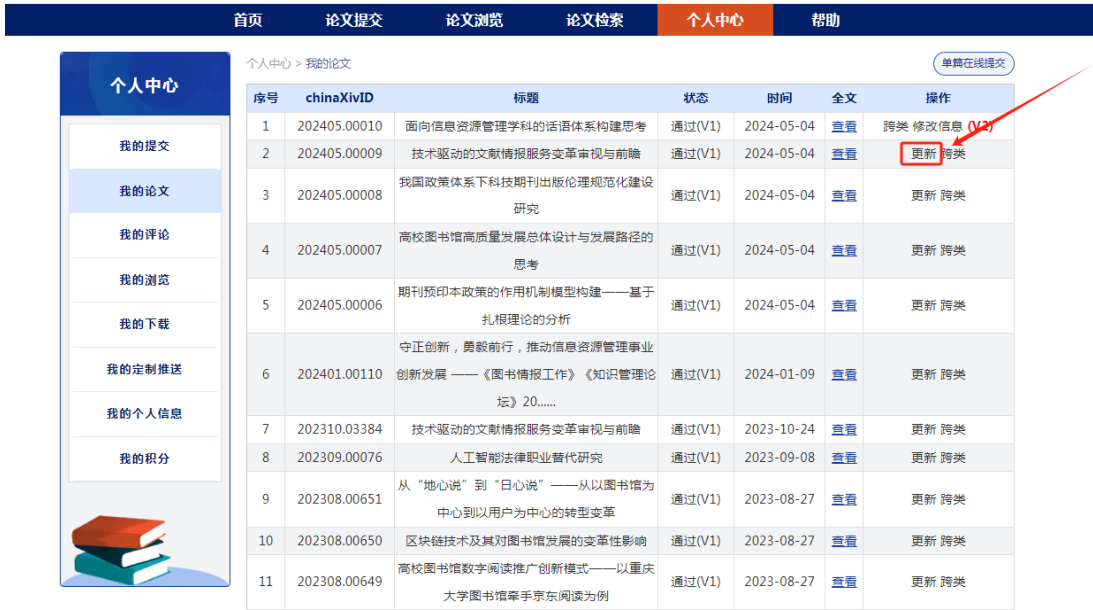 首页 论文提交 论文浏览 论文检索 个人中心 帮助
个人中心
我的提交
我的论文
我的评论
我的浏览
我的下载
我的定制推送
我的个人信息
我的积分
个人中心 > 我的论文
单篇在线提交
序号 chinaXivID 标题 状态 时间 全文 操作
1 202405.00010 面向信息资源管理学科的话语体系构建思考 通过(V1) 2024-05-04 查看 跨类 修改信息 (V2)
2 202405.00009 技术驱动的文献情报服务变革审视与前瞻 通过(V1) 2024-05-04 查看 更新 跨类
3 202405.00008 我国政策体系下科技期刊出版伦理规范化建设
研究 通过(V1) 2024-05-04 查看 更新 跨类
4 202405.00007 高校图书馆高质量发展总体设计与发展路径的
思考 通过(V1) 2024-05-04 查看 更新 跨类
5 202405.00006 期刊预印本政策的作用机制模型构建——基于
扎根理论的分析 通过(V1) 2024-05-04 查看 更新 跨类
6 202401.00110 守正创新，勇毅前行，推动信息资源管理事业
创新发展 ——《图书情报工作》《知识管理论
坛》20...... 通过(V1) 2024-01-09 查看 更新 跨类
7 202310.03384 技术驱动的文献情报服务变革审视与前瞻 通过(V1) 2023-10-24 查看 更新 跨类
8 202309.00076 人工智能法律职业替代研究 通过(V1) 2023-09-08 查看 更新 跨类
9 202308.00651 从“地心说”到“日心说”——从以图书馆为
中心到以用户为中心的转型变革 通过(V1) 2023-08-27 查看 更新 跨类
10 202308.00650 区块链技术及其对图书馆发展的变革性影响 通过(V1) 2023-08-27 查看 更新 跨类
11 202308.00649 高校图书馆数字阅读推广创新模式——以重庆
大学图书馆牵手京东阅读为例 通过(V1) 2023-08-27 查看 更新 跨类